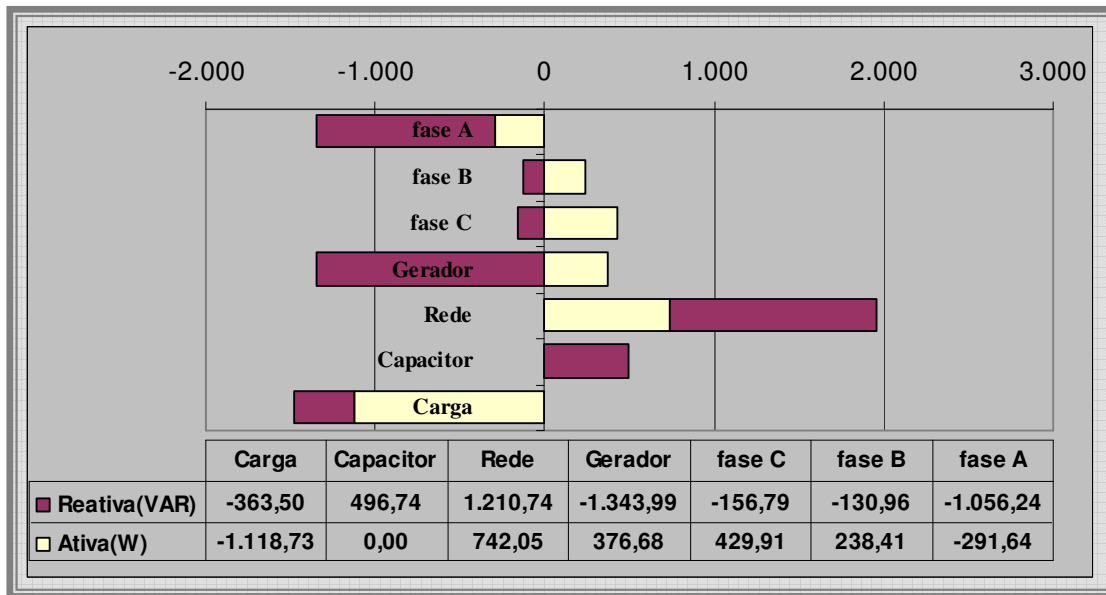 -2.000 -1.000 0 1.000 2.000 3.000
fase A
fase B
fase C
Gerador
Rede
Capacitor
Carga
Carga Capacitor Rede Gerador fase C fase B fase A
Reativa(VAR) -363,50 496,74 1.210,74 -1.343,99 -156,79 -130,96 -1.056,24
Ativa(W) -1.118,73 0,00 742,05 376,68 429,91 238,41 -291,64